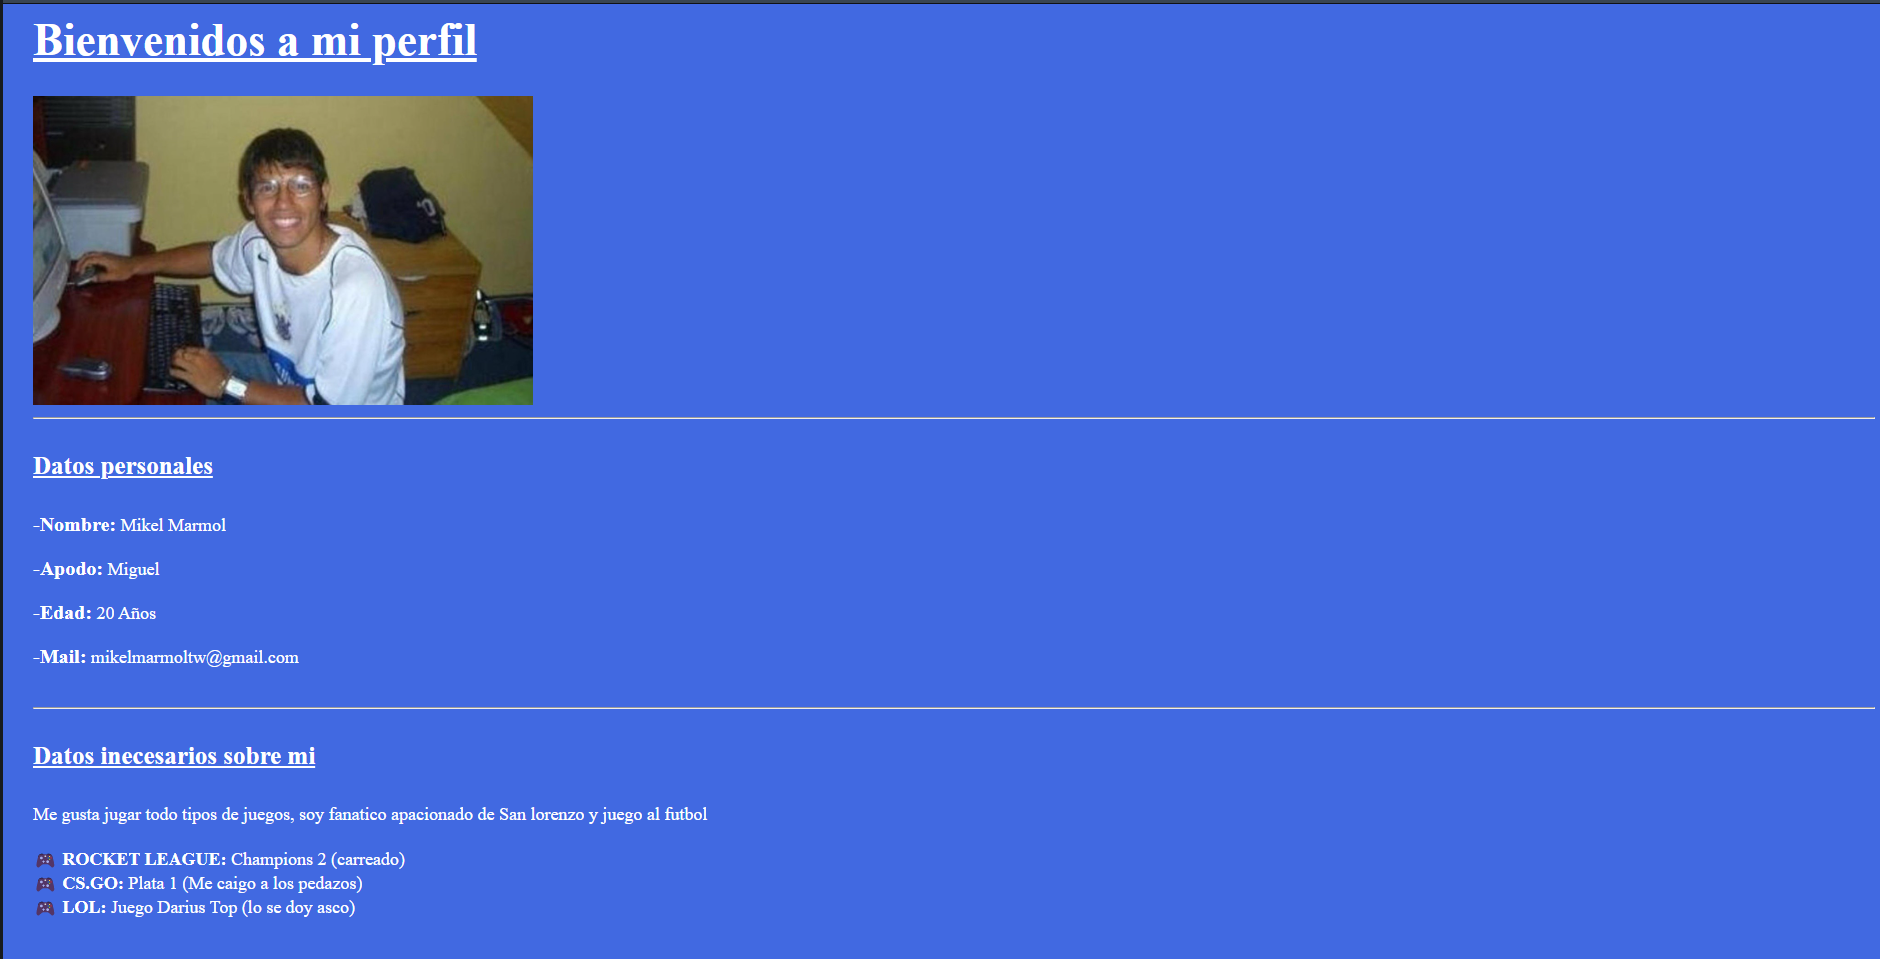 Bienvenidos a mi perfil
Datos personales
-Nombre: Mikel Marmol
-Apodo: Miguel
-Edad: 20 Años
-Mail: mikelmarmoltw@gmail.com
Datos inecesarios sobre mi
Me gusta jugar todo tipos de juegos, soy fanatico apacionado de San lorenzo y juego al futbol
ROCKET LEAGUE: Champions 2 (carreado)
CS.GO: Plata 1 (Me caigo a los pedazos)
LOL: Juego Darius Top (lo se doy asco)